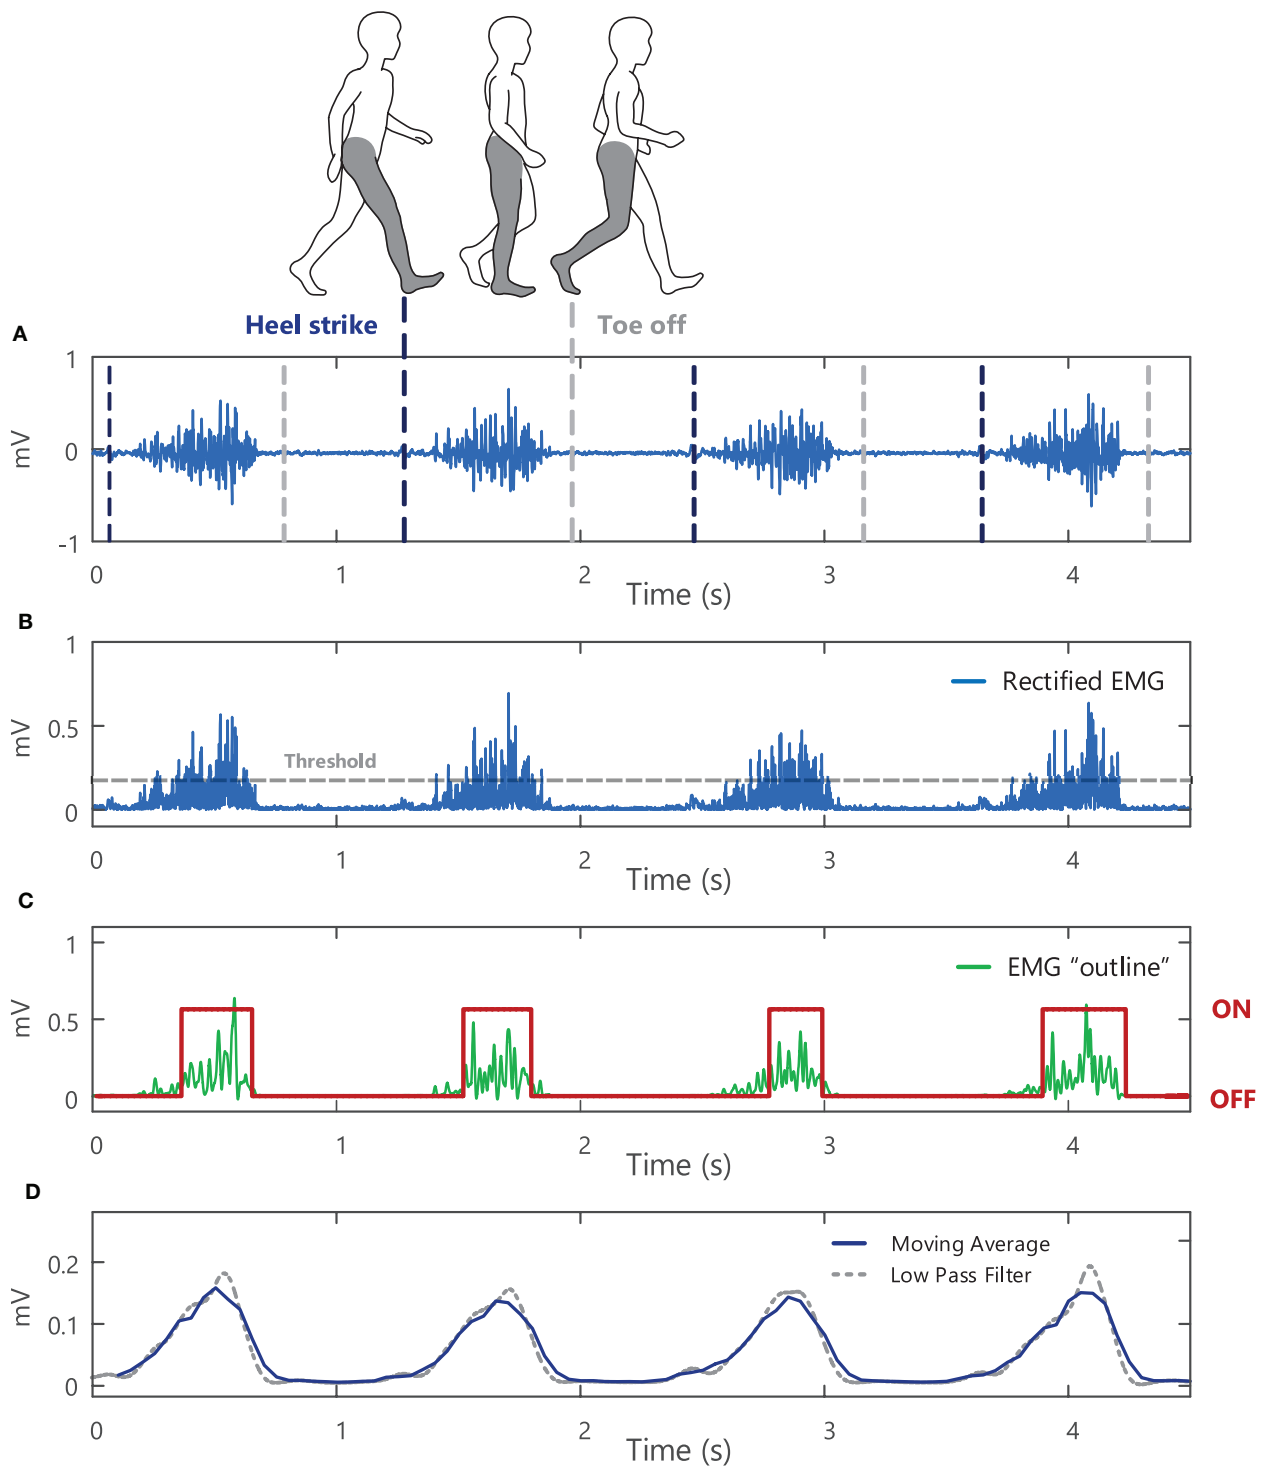 Heel strike
Toe off
A
1
0
-1
mV
0 1 2 3 4
Time (s)
B
1
0.5
0
mV
Rectified EMG
Threshold
0 1 2 3 4
Time (s)
C
1
0.5
0
mV
EMG “outline”
ON
OFF
0 1 2 3 4
Time (s)
D
0.2
0.1
0
mV
Moving Average
Low Pass Filter
0 1 2 3 4
Time (s)